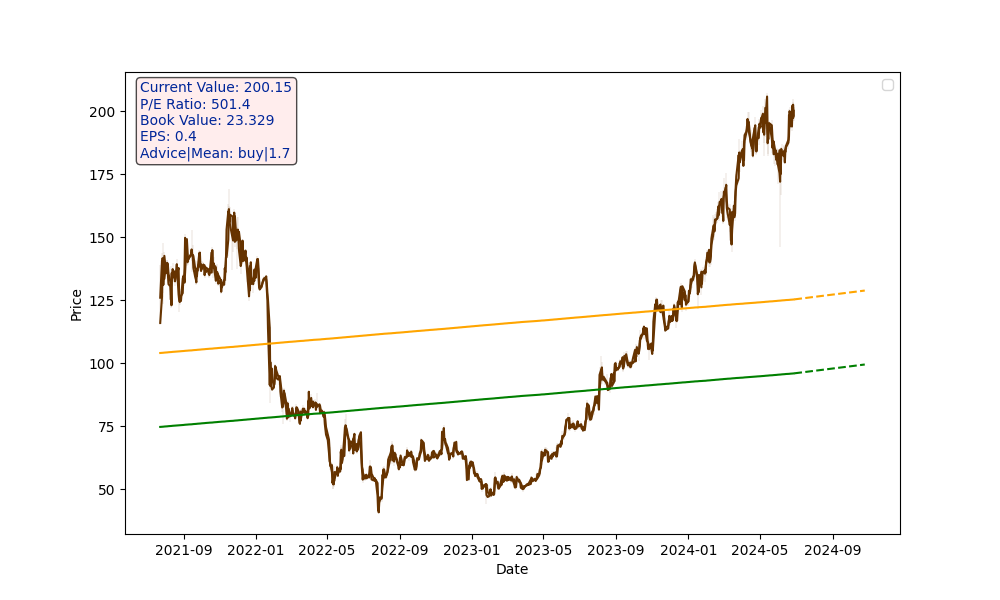 Current Value: 200.15
P/E Ratio: 501.4
Book Value: 23.329
EPS: 0.4
Advice|Mean: buy|1.7
Price
200
175
150
125
100
75
50
2021-09 2022-01 2022-05 2022-09 2023-01 2023-05 2023-09 2024-01 2024-05 2024-09
Date